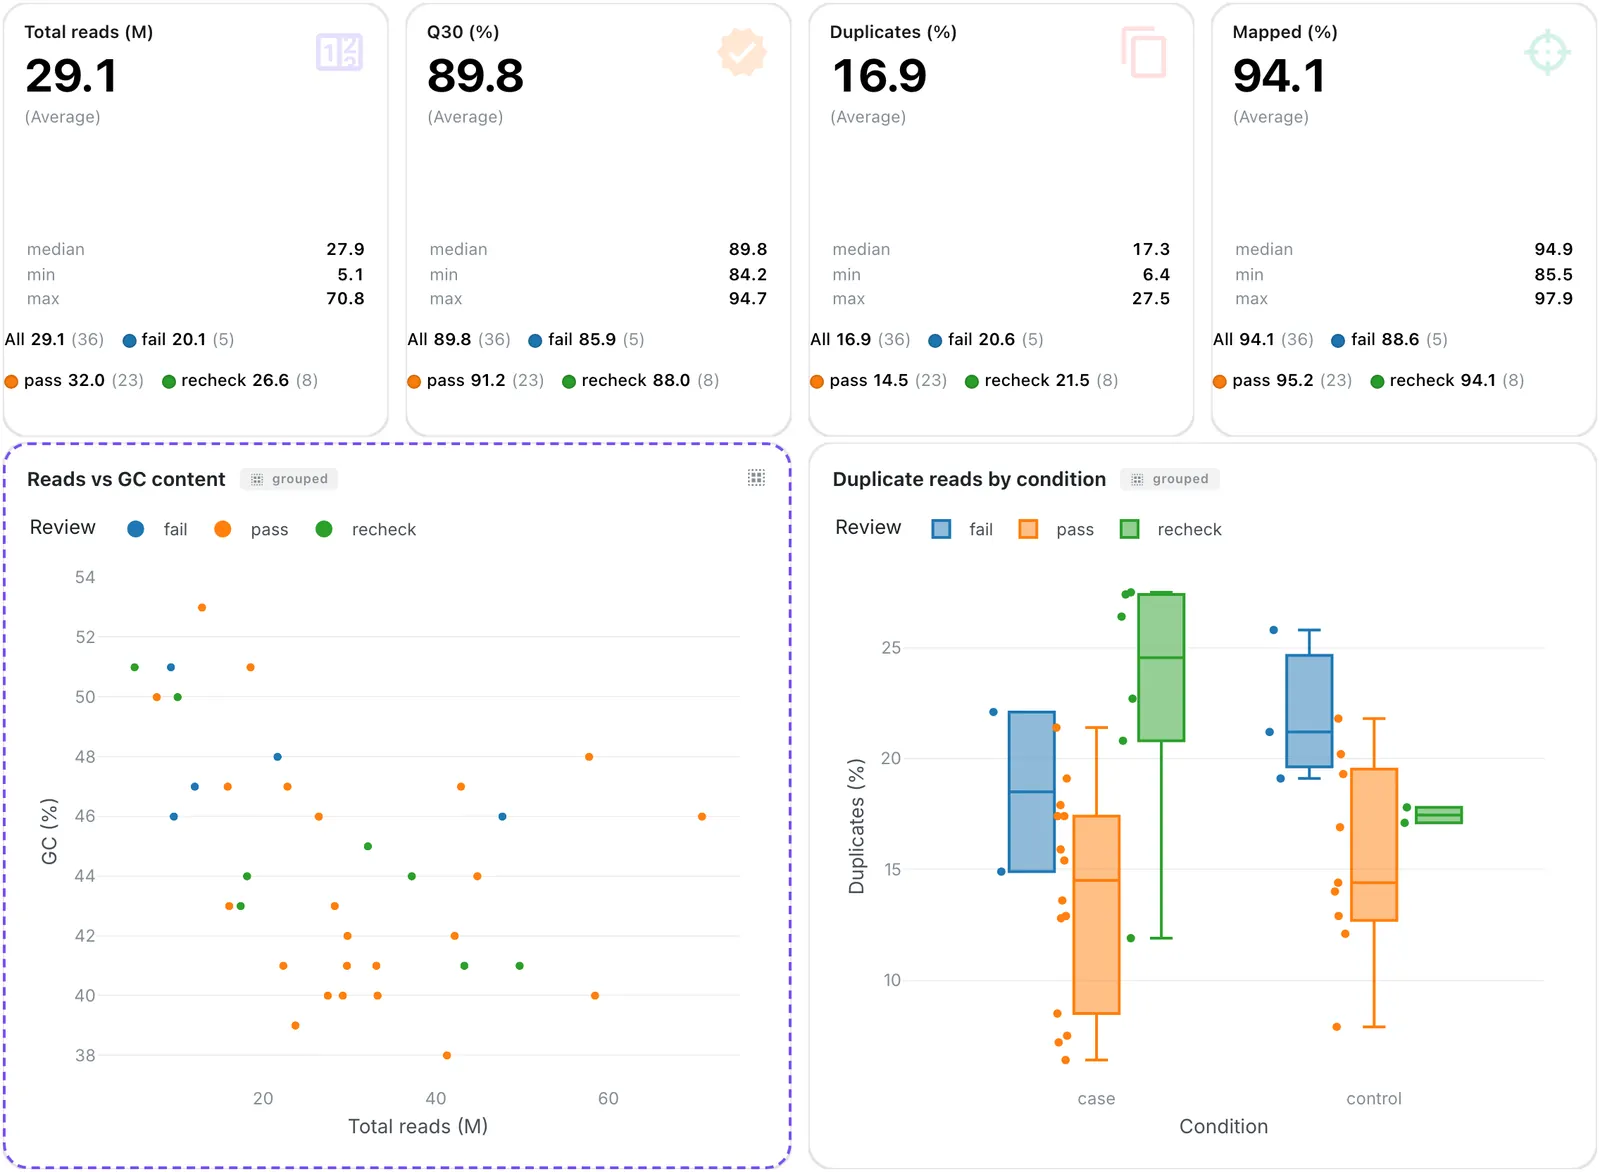 Total reads (M)
29.1
(Average)
median 27.9
min 5.1
max 70.8
All 29.1 (36) fail 20.1 (5)
pass 32.0 (23) recheck 26.6 (8)
Q30 (%)
89.8
(Average)
median 89.8
min 84.2
max 94.7
All 89.8 (36) fail 85.9 (5)
pass 91.2 (23) recheck 88.0 (8)
Duplicates (%)
16.9
(Average)
median 17.3
min 6.4
max 27.5
All 16.9 (36) fail 20.6 (5)
pass 14.5 (23) recheck 21.5 (8)
Mapped (%)
94.1
(Average)
median 94.9
min 85.5
max 97.9
All 94.1 (36) fail 88.6 (5)
pass 95.2 (23) recheck 94.1 (8)
Reads vs GC content grouped
Review fail pass recheck
54
52
50
48
46
44
42
40
38
GC (%)
20 40 60
Total reads (M)
Duplicate reads by condition grouped
Review fail pass recheck
25
20
15
10
Duplicates (%)
case control
Condition